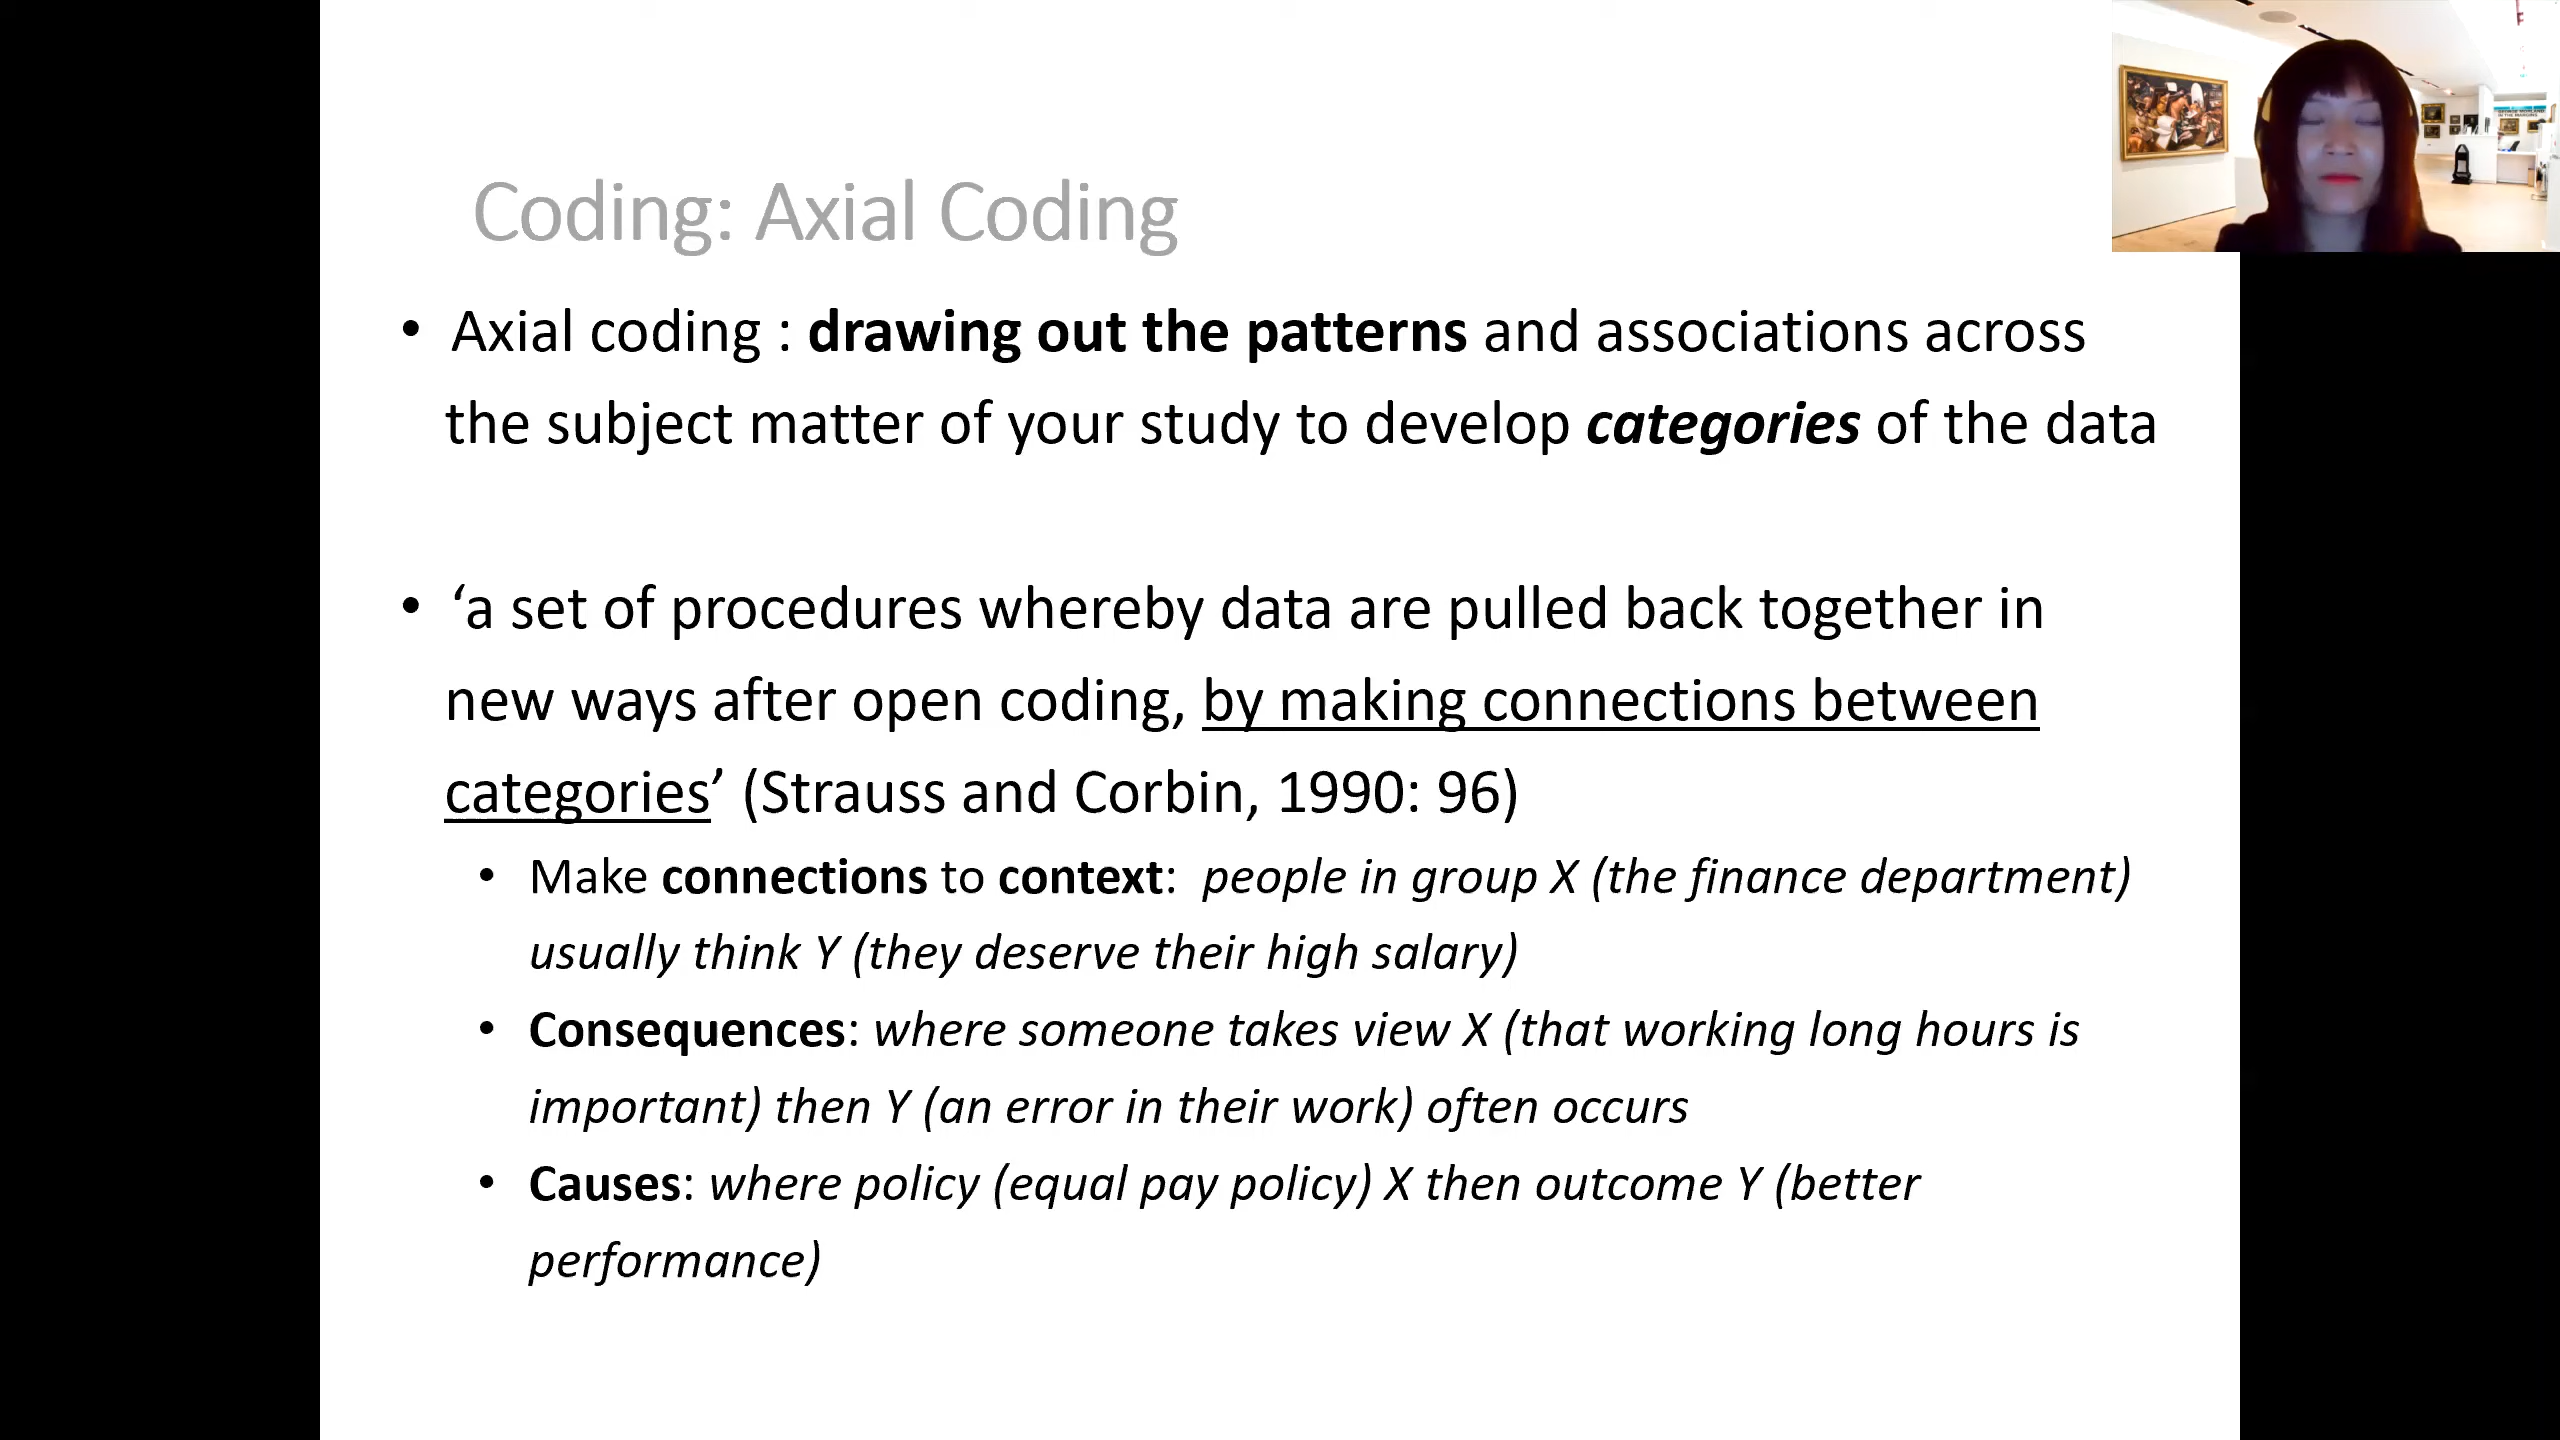 Coding: Axial Coding
• Axial coding : drawing out the patterns and associations across
the subject matter of your study to develop categories of the data
• ‘a set of procedures whereby data are pulled back together in
new ways after open coding, by making connections between
categories’ (Strauss and Corbin, 1990: 96)
• Make connections to context:  people in group X (the finance department)
usually think Y (they deserve their high salary)
• Consequences: where someone takes view X (that working long hours is
important) then Y (an error in their work) often occurs
• Causes: where policy (equal pay policy) X then outcome Y (better
performance)